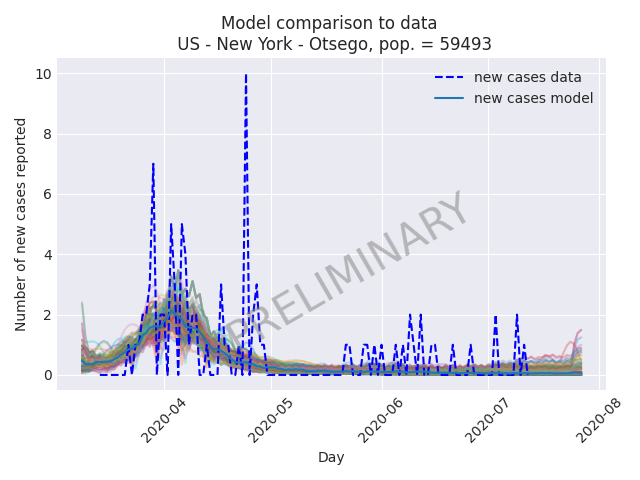 Model comparison to data
US - New York - Otsego, pop. = 59493
new cases data
new cases model
10
8
6
4
2
0
Number of new cases reported
PRELIMINARY
2020-04
2020-05
2020-06
2020-07
2020-08
Day